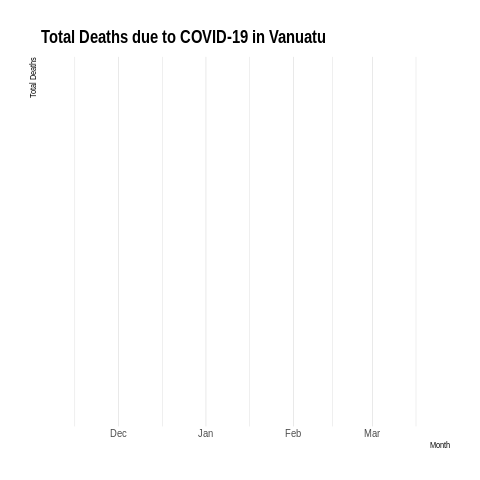 Total Deaths due to COVID-19 in Vanuatu
Total Deaths
Dec Jan Feb Mar
Month